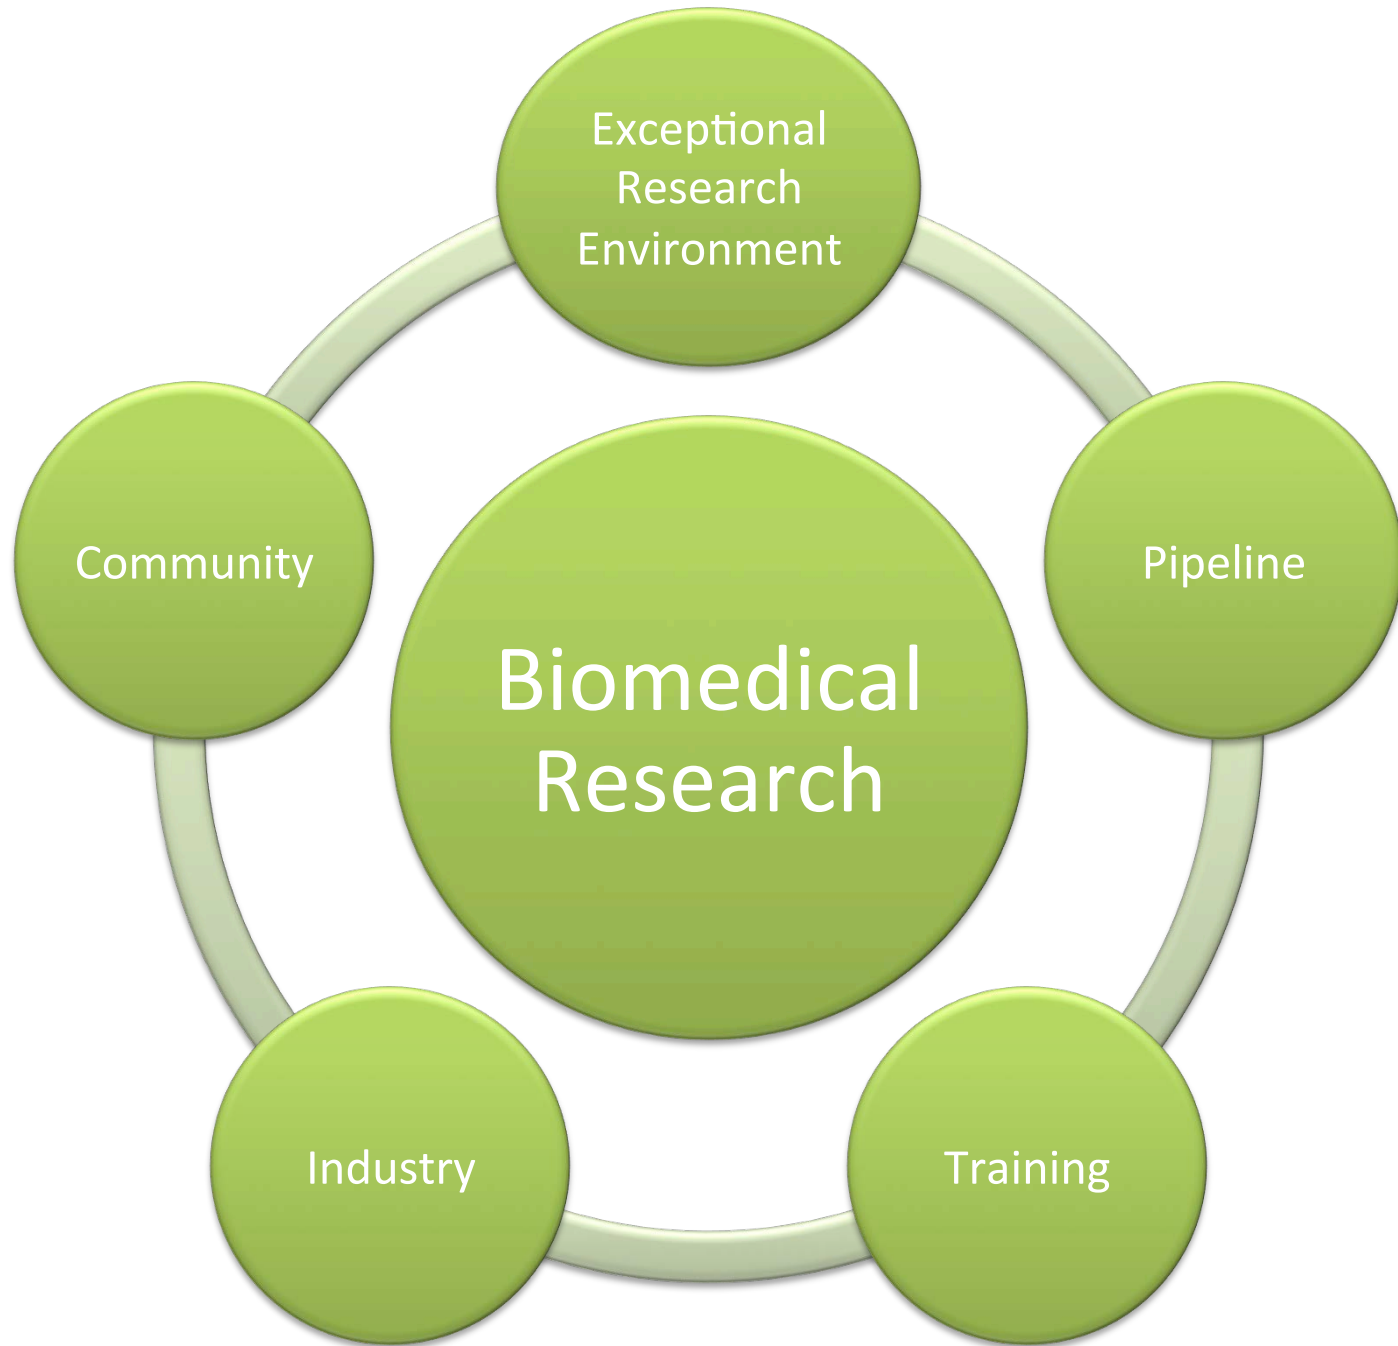 Exceptional
Research
Environment
Community
Pipeline
Biomedical
Research
Industry
Training